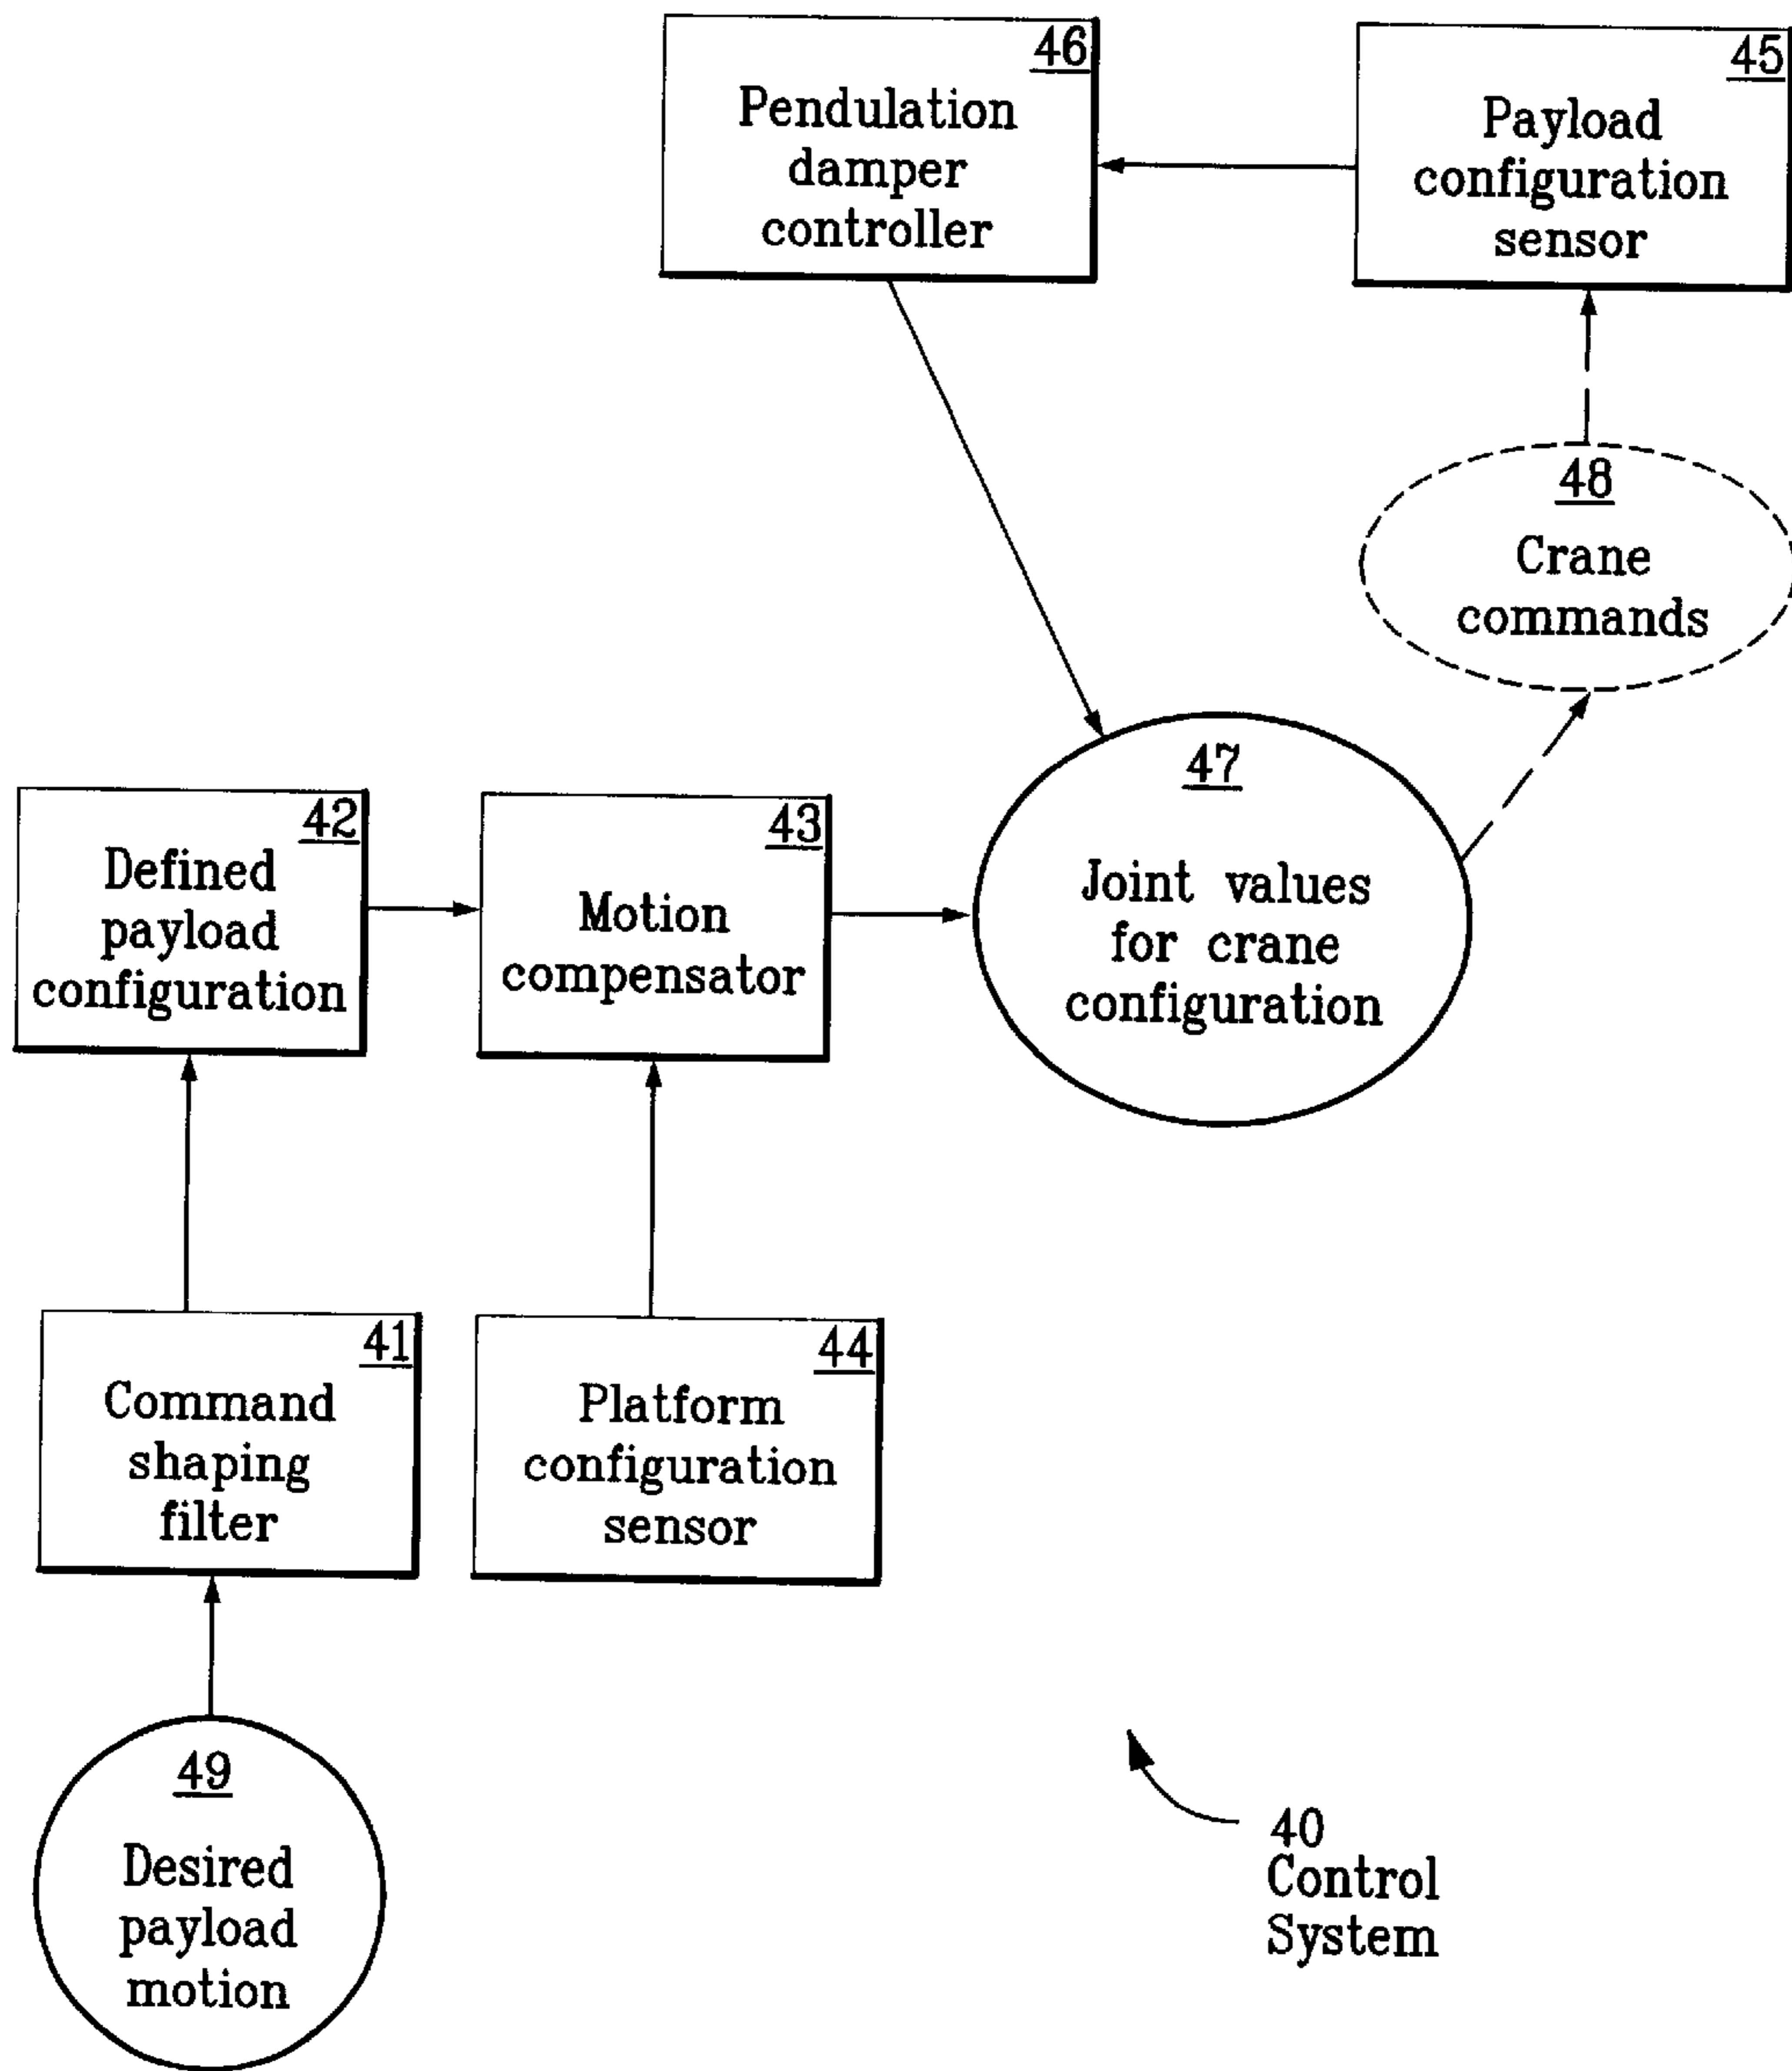 46
Pendulation
damper
controller
45
Payload
configuration
sensor
48
Crane
commands
47
Joint values
for crane
configuration
42
Defined
payload
configuration
43
Motion
compensator
41
Command
shaping
filter
44
Platform
configuration
sensor
49
Desired
payload
motion
40
Control
System